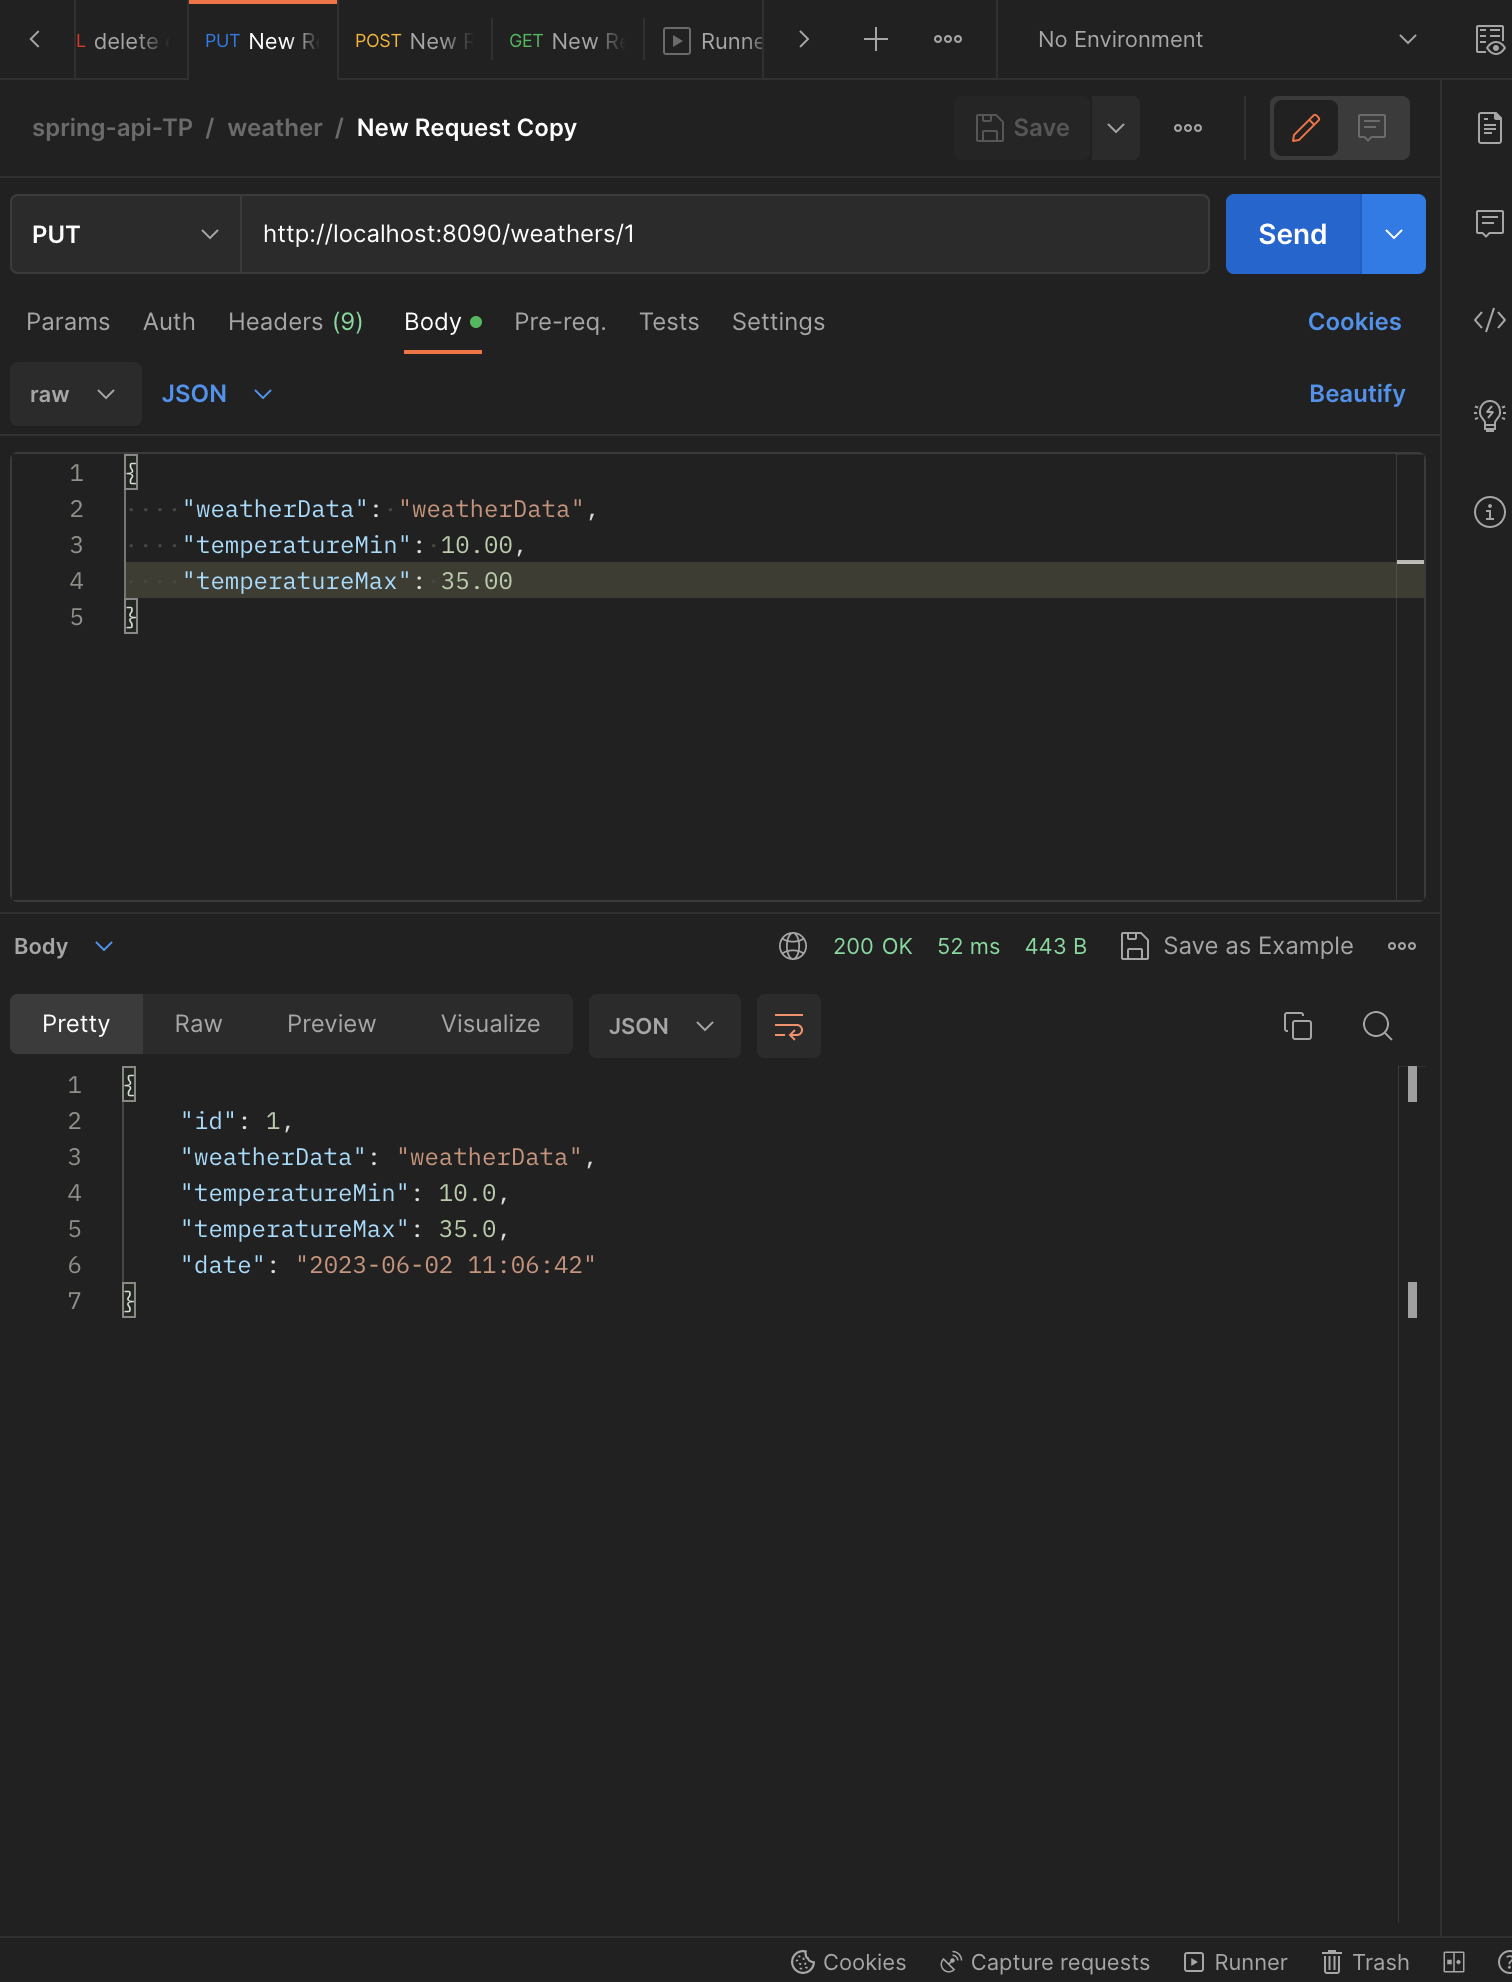 L delete
PUT New R
POST New
GET New Re
Runne
No Environment
spring-api-TP / weather / New Request Copy
Save
PUT
http://localhost:8090/weathers/1
Send
Params Auth Headers (9) Body Pre-req. Tests Settings Cookies
raw JSON Beautify
1 {
2 "weatherData": "weatherData",
3 "temperatureMin": 10.00,
4 "temperatureMax": 35.00
5 }
Body 200 OK 52 ms 443 B Save as Example
Pretty Raw Preview Visualize JSON
1 {
2 "id": 1,
3 "weatherData": "weatherData",
4 "temperatureMin": 10.0,
5 "temperatureMax": 35.0,
6 "date": "2023-06-02 11:06:42"
7 }
Cookies Capture requests Runner Trash